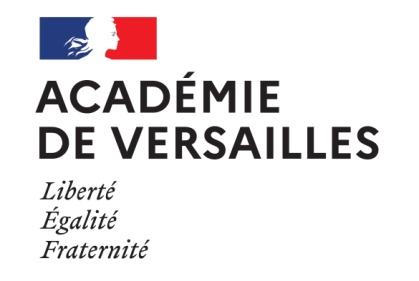 ACADÉMIE
DE VERSAILLES
Liberté
Égalité
Fraternité